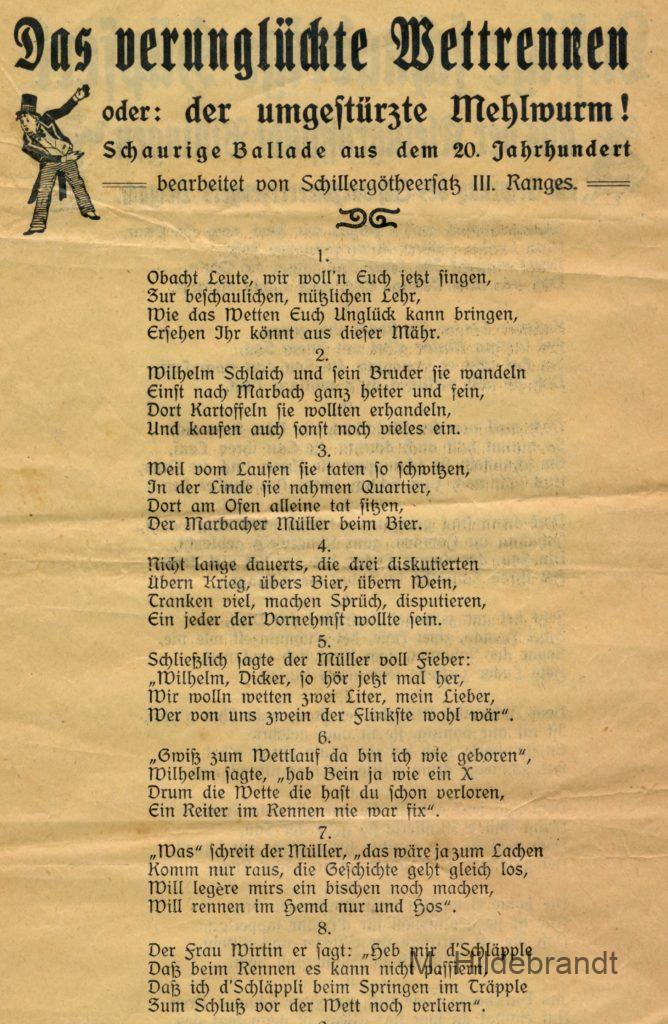 Das verunglückte Wettrennen
oder: der umgestürzte Mehlwurm!
Schaurige Ballade aus dem 20. Jahrhundert
bearbeitet von Schillergötheersatz III. Ranges.
1.
Obacht Leute, wir woll'n Euch jetzt singen,
Zur beschaulichen, nützlichen Lehr,
Wie das Wetten Euch Unglück kann bringen,
Ersehen Ihr könnt aus dieser Mähr.
2.
Wilhelm Schlaich und sein Bruder sie wandeln
Einst nach Marbach ganz heiter und fein,
Dort Kartoffeln sie wollten erhandeln,
Und kaufen auch sonst noch vieles ein.
3.
Weil vom Laufen sie taten so schwitzen,
In der Linde sie nahmen Quartier,
Dort am Ofen alleine tat sitzen,
Der Marbacher Müller beim Bier.
4.
Nicht lange dauerts, die drei diskutierten
Übern Krieg, übers Bier, übern Wein,
Tranken viel, machen Sprüch, disputieren,
Ein jeder der Vornehmst wollte sein.
5.
Schließlich sagte der Müller voll Fieber:
„Wilhelm, Dicker, so hör jetzt mal her,
Wir wolln wetten zwei Liter, mein Lieber,
Wer von uns zwein der Flinkste wohl wär“.
6.
„Gwiß zum Wettlauf da bin ich wie geboren“,
Wilhelm sagte, „hab Bein ja wie ein X
Drum die Wette die hast du schon verloren,
Ein Reiter im Rennen nie war fix“.
7.
„Was“ schreit der Müller, „das wäre ja zum Lachen
Komm nur raus, die Geschichte geht gleich los,
Will legère mirs ein bischen noch machen,
Will rennen im Hemd nur und Hos“.
8.
Der Frau Wirtin er sagt: „Heb mir d'Schläpple
Daß beim Rennen es kann nicht passiern,
Daß ich d'Schläppli beim Springen im Träpple
Zum Schluß vor der Wett noch verliern“.
M. Hildebrandt